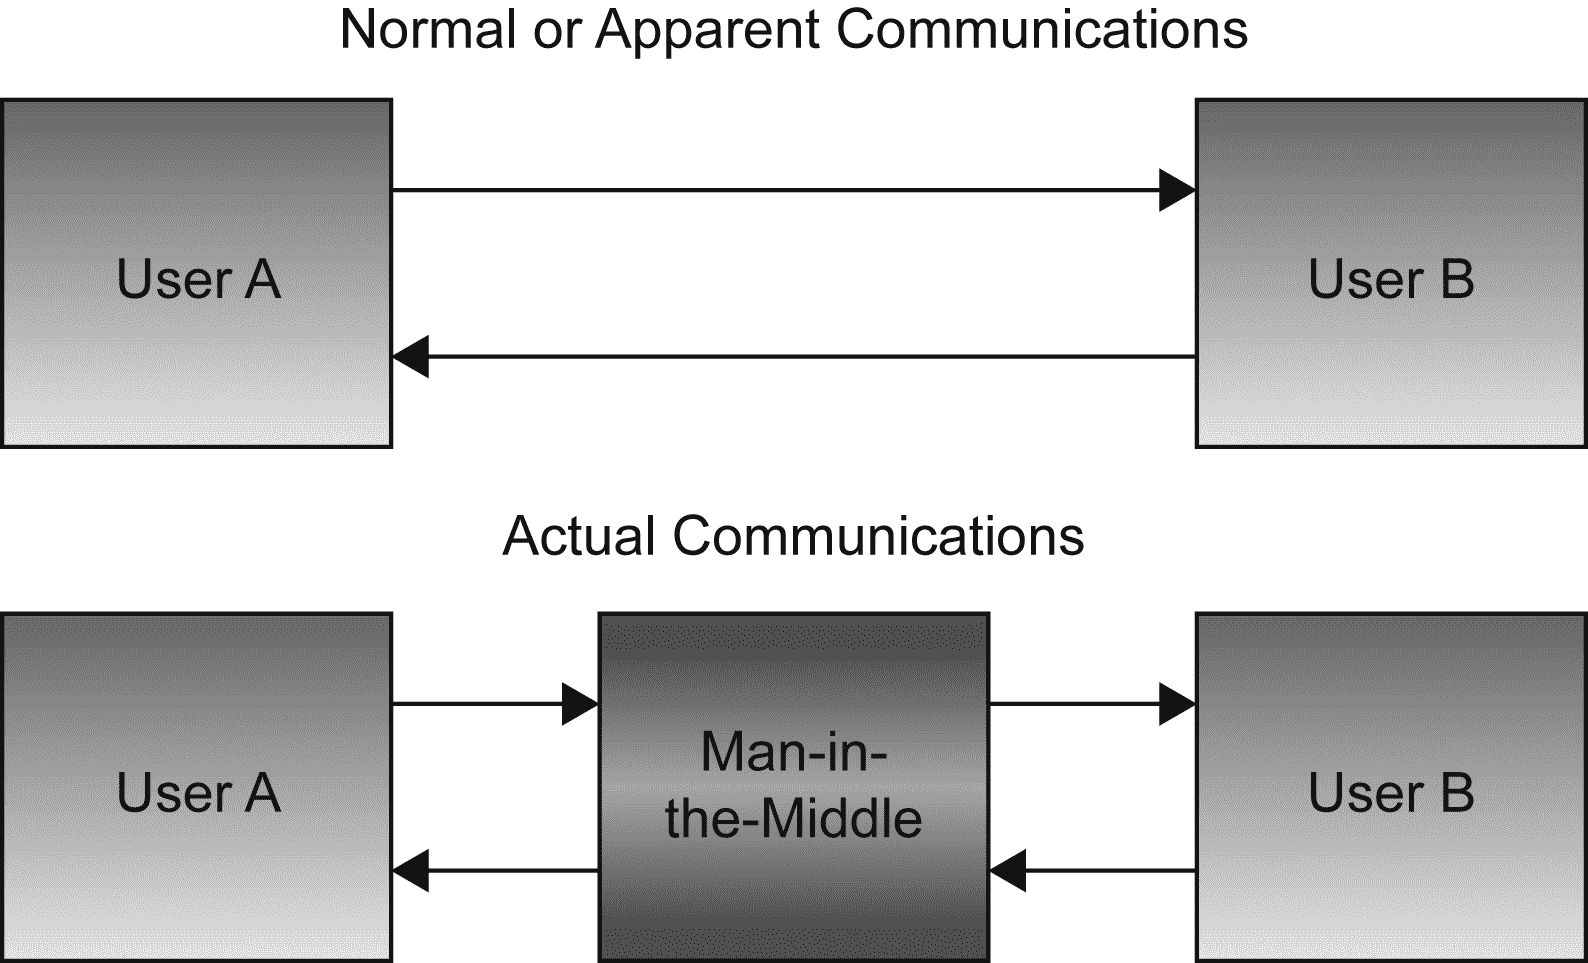 Normal or Apparent Communications
User A
User B
Actual Communications
User A
Man-in-
the-Middle
User B